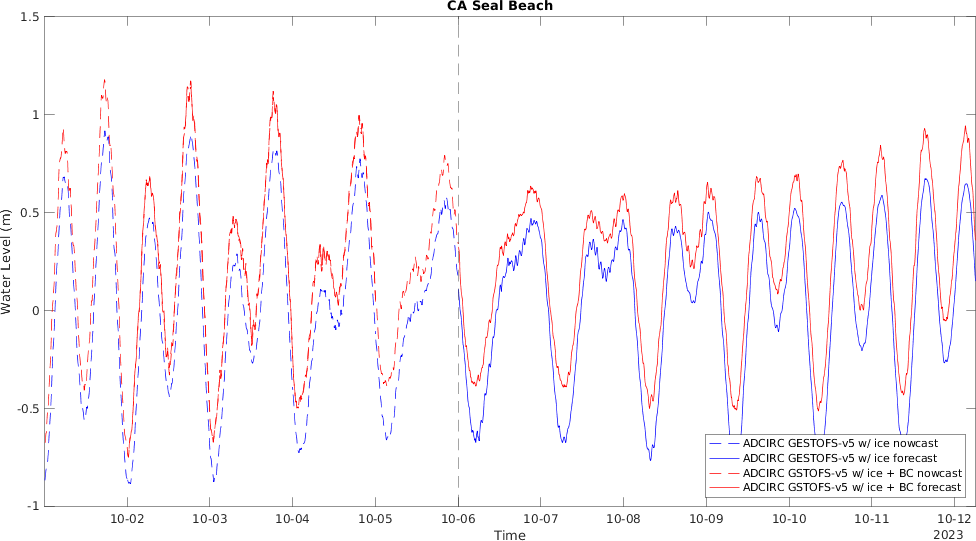 CA Seal Beach
1.5
1
0.5
0
-0.5
-1
Water Level (m)
ADCIRC GESTOFS-v5 w/ ice nowcast
ADCIRC GESTOFS-v5 w/ ice forecast
ADCIRC GSTOFS-v5 w/ ice + BC nowcast
ADCIRC GSTOFS-v5 w/ ice + BC forecast
10-02 10-03 10-04 10-05 10-06 10-07 10-08 10-09 10-10 10-11 10-12
Time
2023